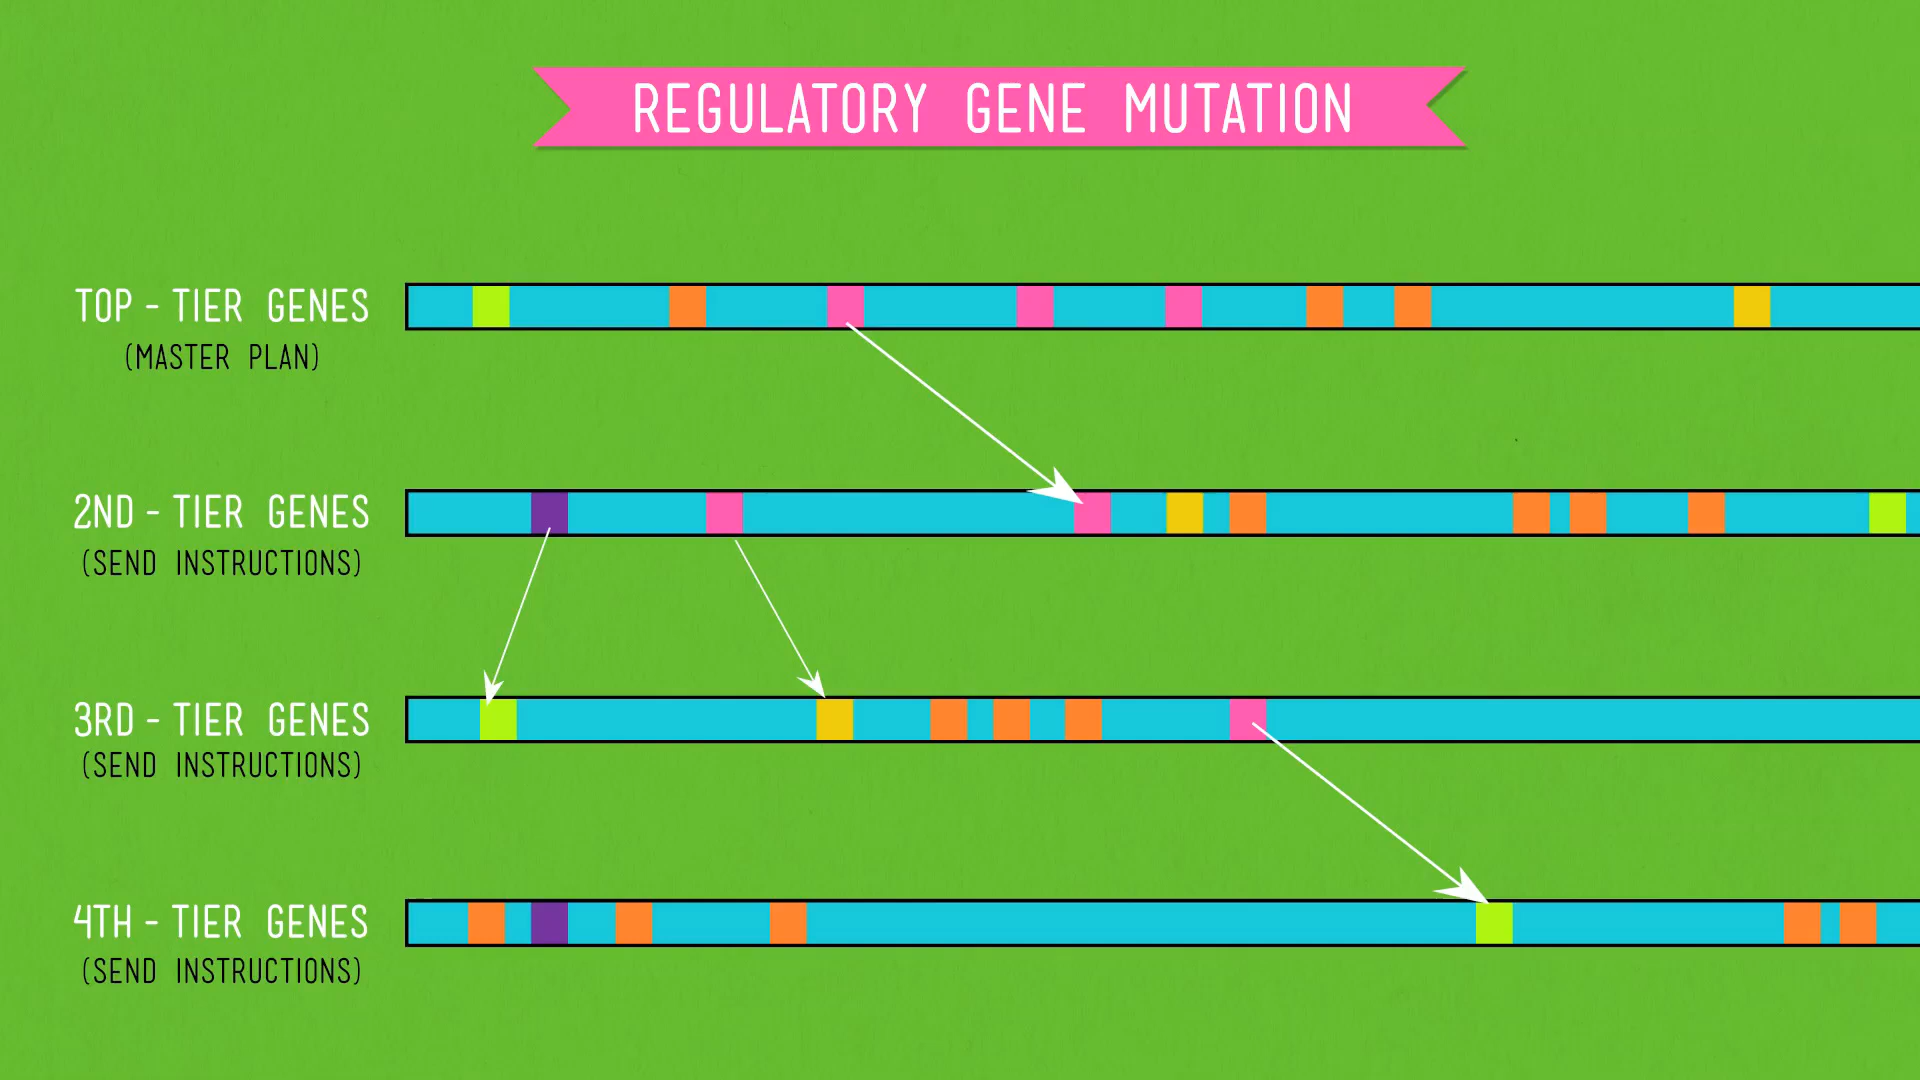 REGULATORY GENE MUTATION
TOP - TIER GENES
(MASTER PLAN)
2ND - TIER GENES
(SEND INSTRUCTIONS)
3RD - TIER GENES
(SEND INSTRUCTIONS)
4TH - TIER GENES
(SEND INSTRUCTIONS)